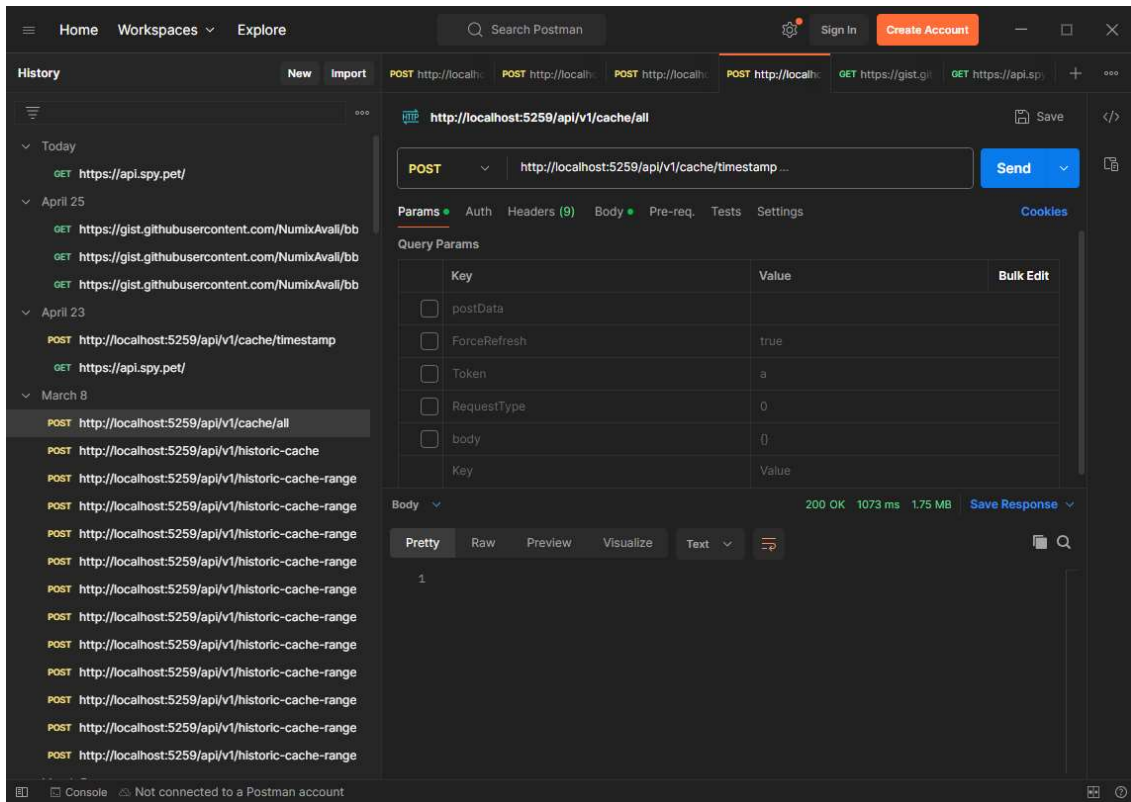 Home Workspaces Explore Search Postman Sign In Create Account
History New Import
POST http://localhc POST http://localh POST http://localh POST http://localhc GET https://gist.git GET https://api.spy
HTTP http://localhost:5259/api/v1/cache/all Save
Today
GET https://api.spy.pet/
April 25
GET https://gist.githubusercontent.com/NumixAvali/bb
GET https://gist.githubusercontent.com/NumixAvali/bb
GET https://gist.githubusercontent.com/NumixAvali/bb
April 23
POST http://localhost:5259/api/v1/cache/timestamp
GET https://api.spy.pet/
March 8
POST http://localhost:5259/api/v1/cache/all
POST http://localhost:5259/api/v1/historic-cache
POST http://localhost:5259/api/v1/historic-cache-range
POST http://localhost:5259/api/v1/historic-cache-range
POST http://localhost:5259/api/v1/historic-cache-range
POST http://localhost:5259/api/v1/historic-cache-range
POST http://localhost:5259/api/v1/historic-cache-range
POST http://localhost:5259/api/v1/historic-cache-range
POST http://localhost:5259/api/v1/historic-cache-range
POST http://localhost:5259/api/v1/historic-cache-range
POST http://localhost:5259/api/v1/historic-cache-range
POST http://localhost:5259/api/v1/historic-cache-range
POST http://localhost:5259/api/v1/historic-cache-range
POST http://localhost:5259/api/v1/cache/timestamp ... Send
Params Auth Headers (9) Body Pre-req. Tests Settings Cookies
Query Params
Key Value Bulk Edit
postData
ForceRefresh true
Token a
RequestType 0
body {}
Key Value
Body 200 OK 1073 ms 1.75 MB Save Response
Pretty Raw Preview Visualize Text
1
Console Not connected to a Postman account